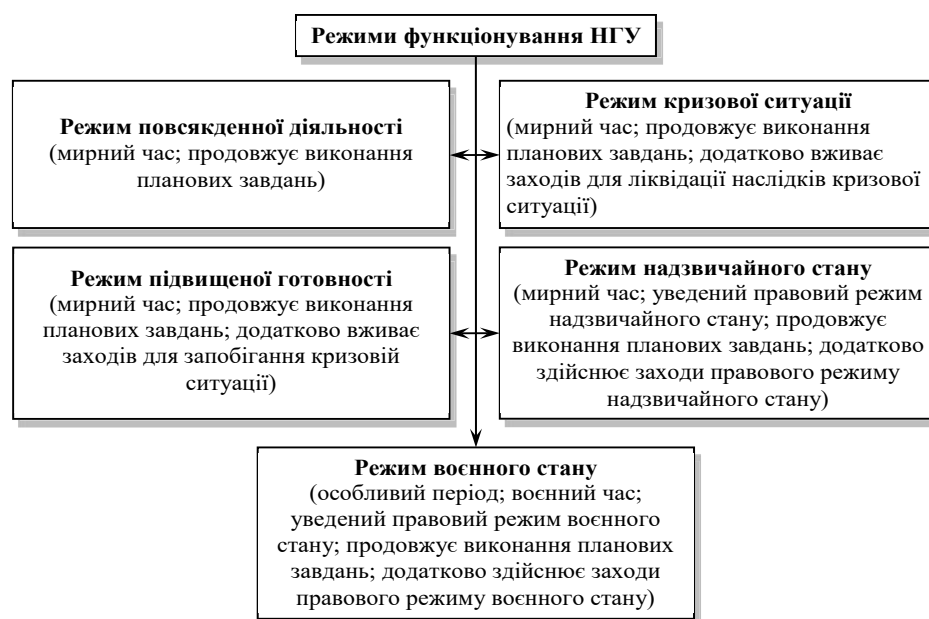 Режими функціонування НГУ
Режим повсякденної діяльності
(мирний час; продовжує виконання
планових завдань)
Режим кризової ситуації
(мирний час; продовжує виконання
планових завдань; додатково вживає
заходів для ліквідації наслідків кризової
ситуації)
Режим підвищеної готовності
(мирний час; продовжує виконання
планових завдань; додатково вживає
заходів для запобігання кризовій
ситуації)
Режим надзвичайного стану
(мирний час; уведений правовий режим
надзвичайного стану; продовжує
виконання планових завдань; додатково
здійснює заходи правового режиму
надзвичайного стану)
Режим воєнного стану
(особливий період; воєнний час;
уведений правовий режим воєнного
стану; продовжує виконання планових
завдань; додатково здійснює заходи
правового режиму воєнного стану)